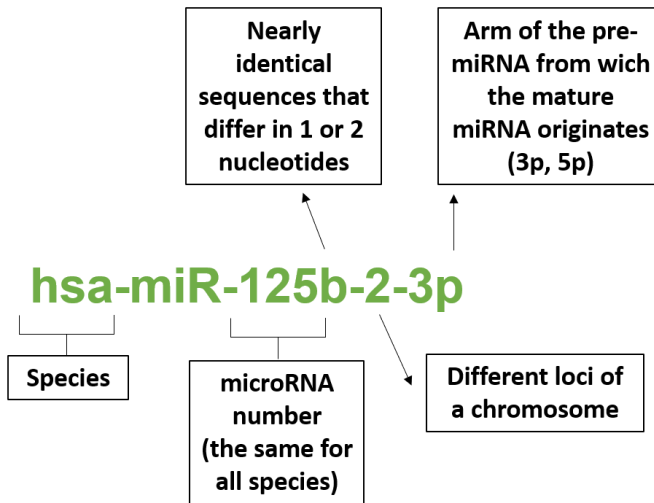 Nearly
identical
sequences that
differ in 1 or 2
nucleotides
Arm of the pre-
miRNA from wich
the mature
miRNA originates
(3p, 5p)
hsa-miR-125b-2-3p
Species
microRNA
number
(the same for
all species)
Different loci of
a chromosome